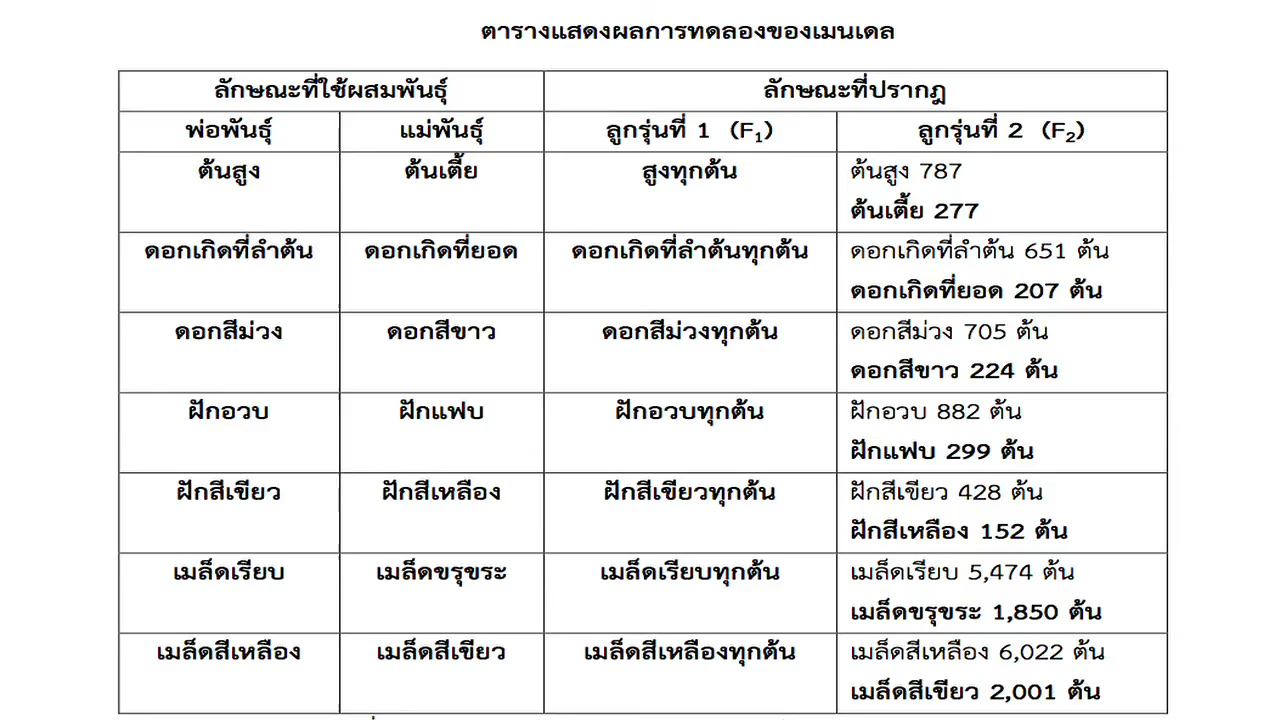 ตารางแสดงผลการทดลองของเมนเดล
ลักษณะที่ใช้ผสมพันธุ์ ลักษณะที่ปรากฏ
พ่อพันธุ์ แม่พันธุ์ ลูกรุ่นที่ 1 (F1) ลูกรุ่นที่ 2 (F2)
ต้นสูง ต้นเตี้ย สูงทุกต้น ต้นสูง 787
ต้นเตี้ย 277
ดอกเกิดที่ลำต้น ดอกเกิดที่ยอด ดอกเกิดที่ลำต้นทุกต้น ดอกเกิดที่ลำต้น 651 ต้น
ดอกเกิดที่ยอด 207 ต้น
ดอกสีม่วง ดอกสีขาว ดอกสีม่วงทุกต้น ดอกสีม่วง 705 ต้น
ดอกสีขาว 224 ต้น
ฝักอวบ ฝักแฟบ ฝักอวบทุกต้น ฝักอวบ 882 ต้น
ฝักแฟบ 299 ต้น
ฝักสีเขียว ฝักสีเหลือง ฝักสีเขียวทุกต้น ฝักสีเขียว 428 ต้น
ฝักสีเหลือง 152 ต้น
เมล็ดเรียบ เมล็ดขรุขระ เมล็ดเรียบทุกต้น เมล็ดเรียบ 5,474 ต้น
เมล็ดขรุขระ 1,850 ต้น
เมล็ดสีเหลือง เมล็ดสีเขียว เมล็ดสีเหลืองทุกต้น เมล็ดสีเหลือง 6,022 ต้น
เมล็ดสีเขียว 2,001 ต้น